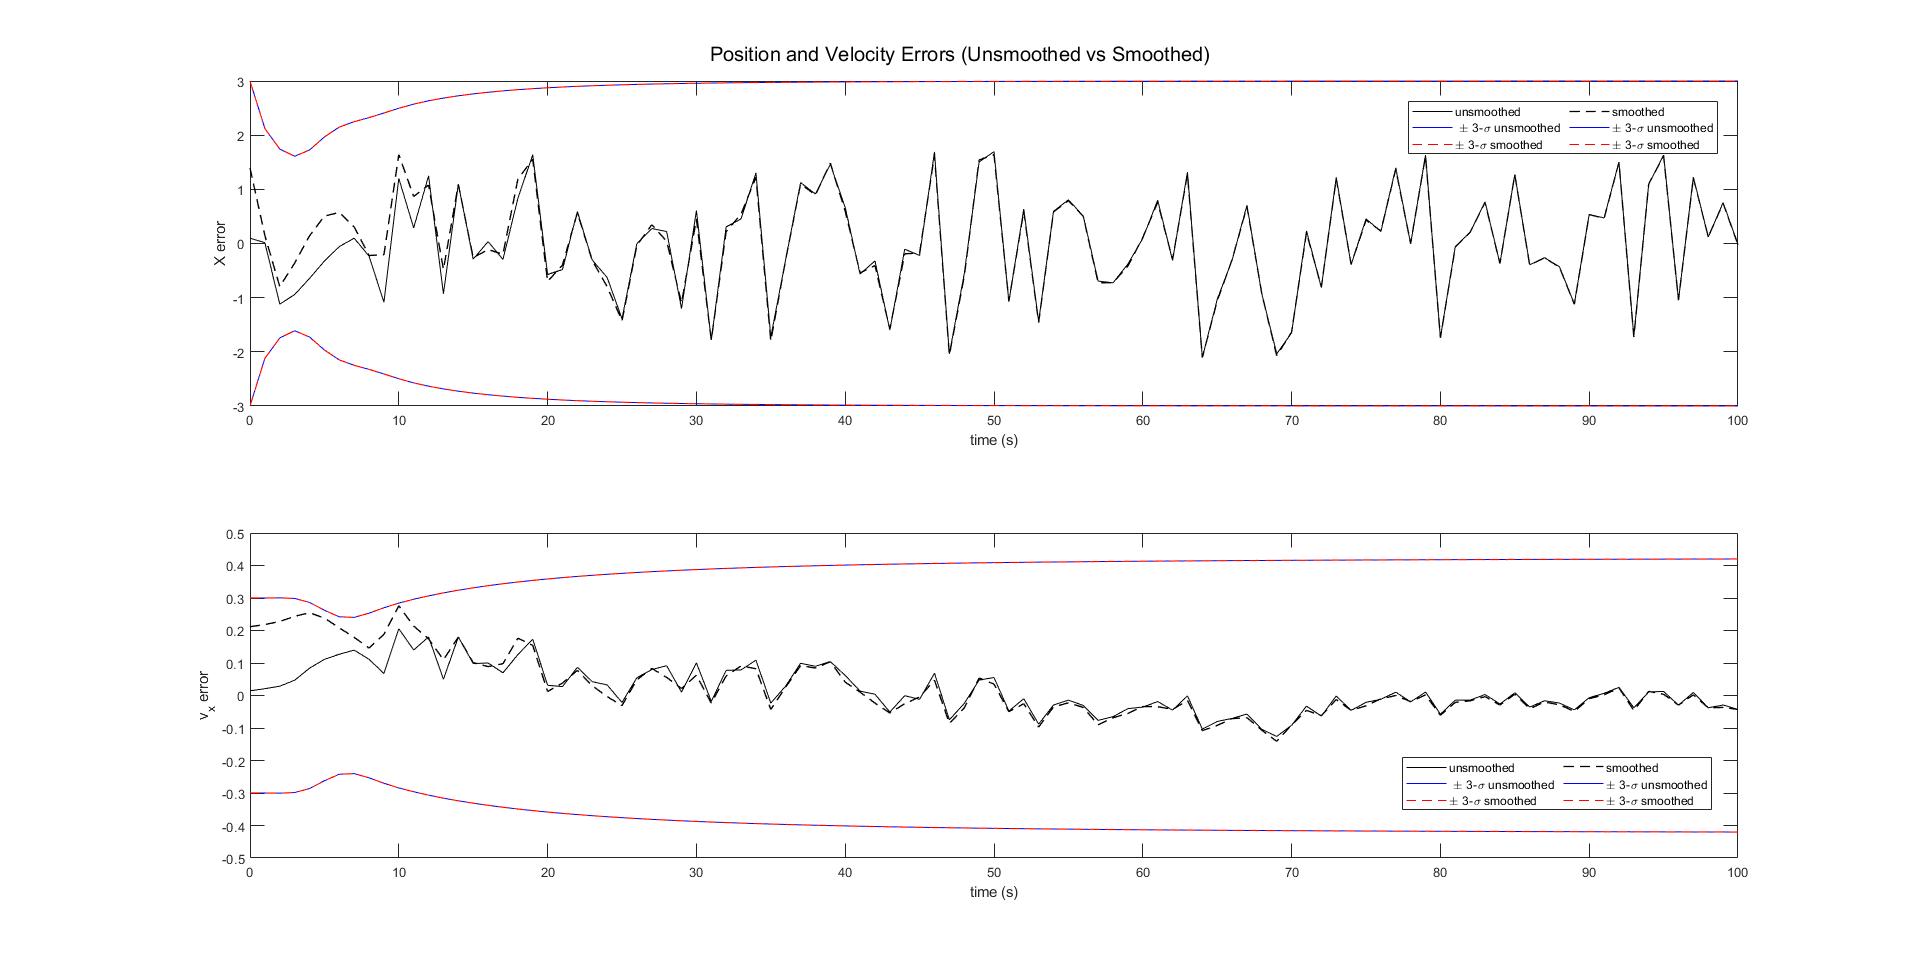 Position and Velocity Errors (Unsmoothed vs Smoothed)
3
2
1
0
-1
-2
-3
X error
unsmoothed smoothed
± 3-σ unsmoothed ± 3-σ unsmoothed
± 3-σ smoothed ± 3-σ smoothed
0 10 20 30 40 50 60 70 80 90 100
time (s)
0.5
0.4
0.3
0.2
0.1
0
-0.1
-0.2
-0.3
-0.4
-0.5
v_x error
unsmoothed smoothed
± 3-σ unsmoothed ± 3-σ unsmoothed
± 3-σ smoothed ± 3-σ smoothed
0 10 20 30 40 50 60 70 80 90 100
time (s)